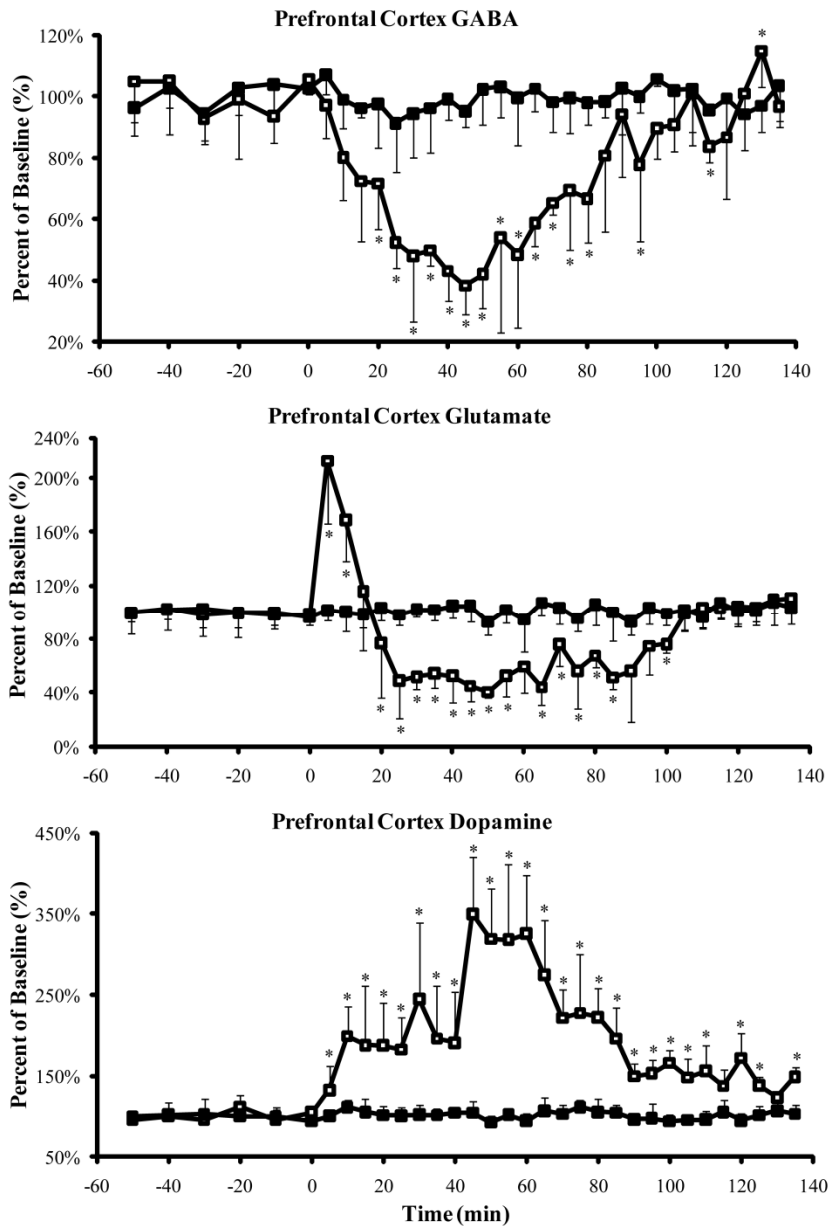 Prefrontal Cortex GABA
Percent of Baseline (%)
120%
*
100%
80%
*
*
60%
*
*
*
*
*
*
*
*
40%
*
*
*
*
*
20%
-60 -40 -20 0 20 40 60 80 100 120 140
Prefrontal Cortex Glutamate
Percent of Baseline (%)
240%
200%
160%
*
*
120%
80%
*
40%
* * * * * * * * * * * * *
0%
-60 -40 -20 0 20 40 60 80 100 120 140
Prefrontal Cortex Dopamine
Percent of Baseline (%)
450%
* * * *
350%
* * *
250%
* * * * * * * * *
150%
* * * * * * * * *
50%
-60 -40 -20 0 20 40 60 80 100 120 140
Time (min)